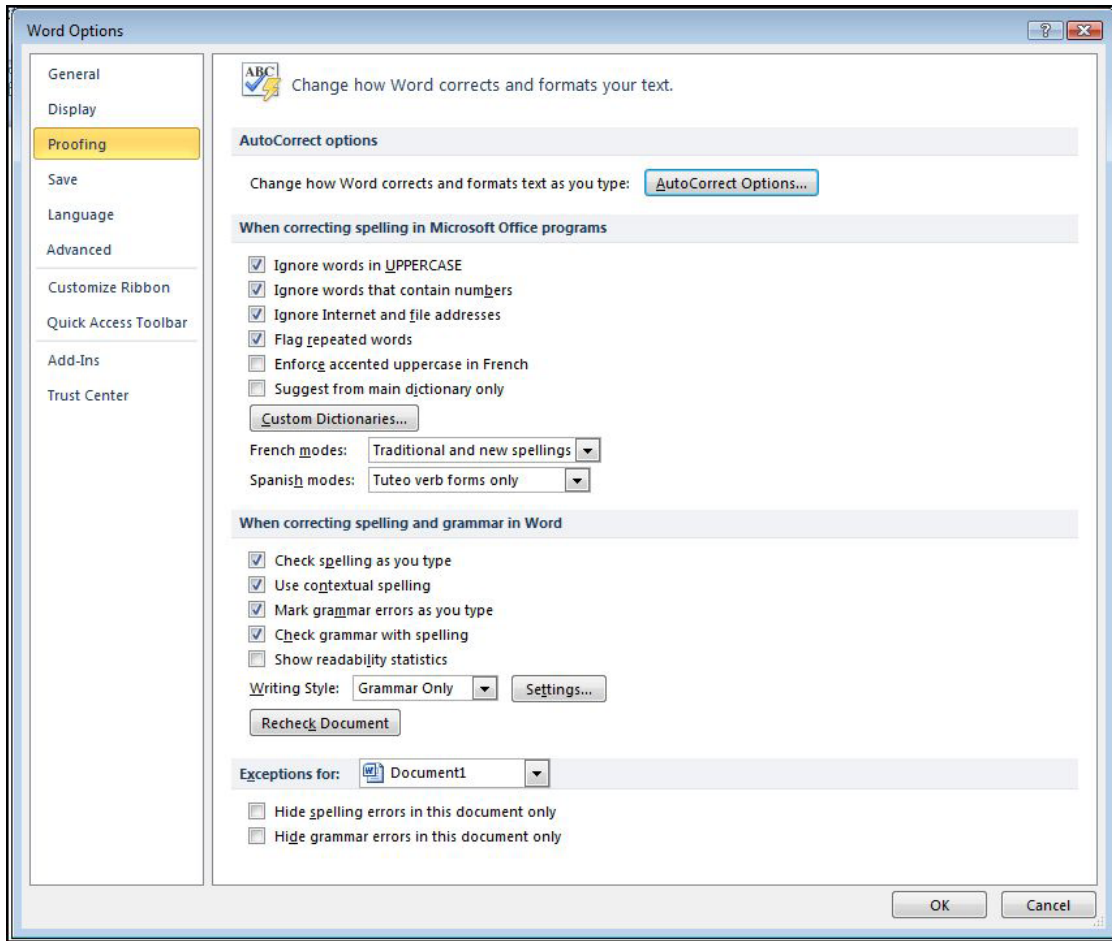 Word Options
General
Display
Proofing
Save
Language
Advanced
Customize Ribbon
Quick Access Toolbar
Add-Ins
Trust Center
ABC
Change how Word corrects and formats your text.
AutoCorrect options
Change how Word corrects and formats text as you type: AutoCorrect Options...
When correcting spelling in Microsoft Office programs
Ignore words in UPPERCASE
Ignore words that contain numbers
Ignore Internet and file addresses
Flag repeated words
Enforce accented uppercase in French
Suggest from main dictionary only
Custom Dictionaries...
French modes: Traditional and new spellings
Spanish modes: Tuteo verb forms only
When correcting spelling and grammar in Word
Check spelling as you type
Use contextual spelling
Mark grammar errors as you type
Check grammar with spelling
Show readability statistics
Writing Style: Grammar Only Settings...
Recheck Document
Exceptions for: Document1
Hide spelling errors in this document only
Hide grammar errors in this document only
OK Cancel